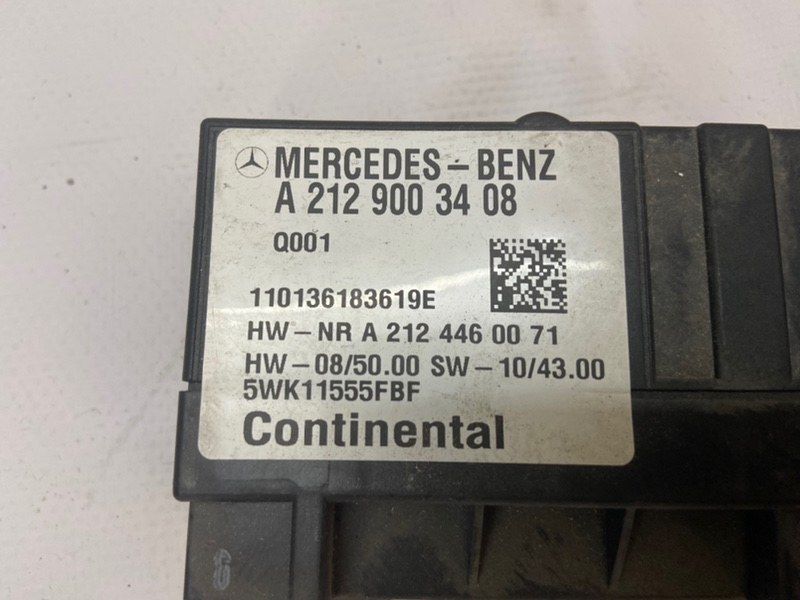 MERCEDES-BENZ
A 212 900 34 08
Q001
110136183619E
HW-NR A 212 446 00 71
HW-08/50.00 SW-10/43.00
5WK11555FBF
Continental